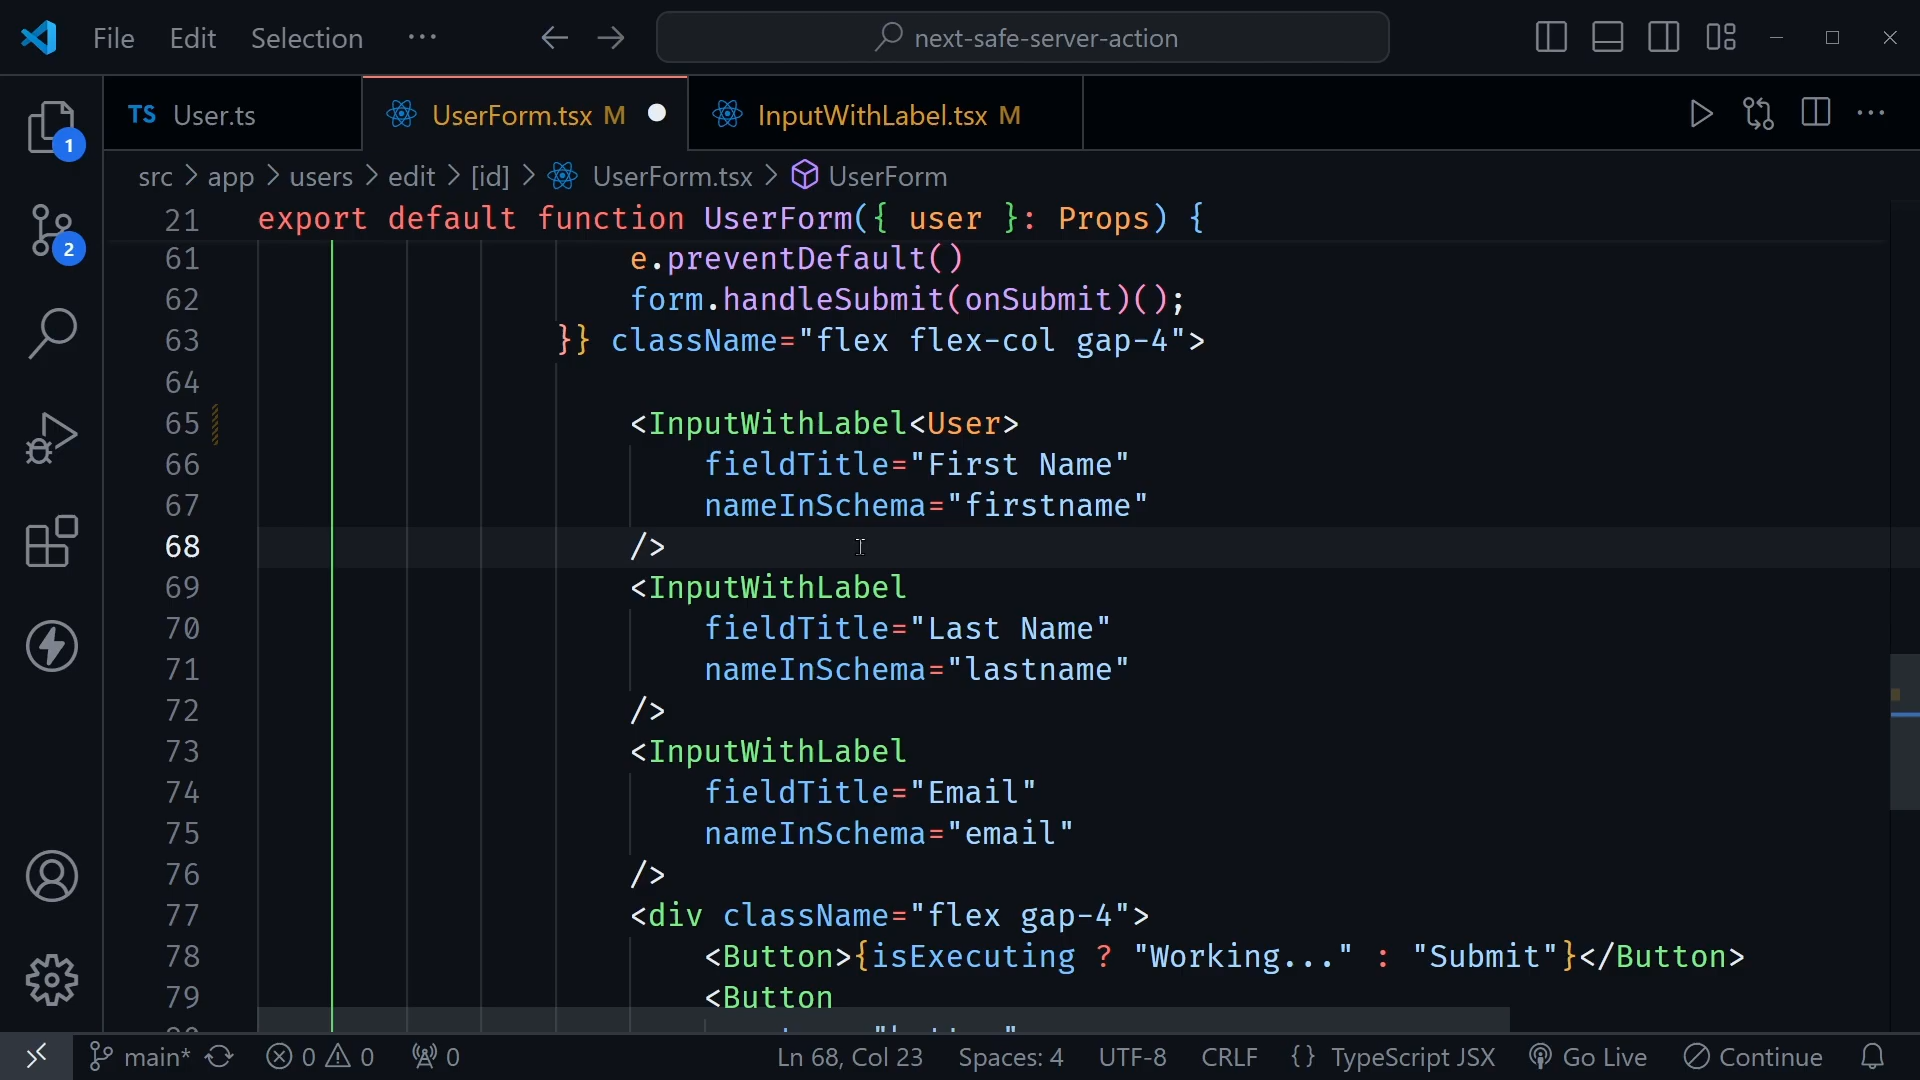 File Edit Selection ··· next-safe-server-action
TS User.ts UserForm.tsx M InputWithLabel.tsx M
src > app > users > edit > [id] > UserForm.tsx > UserForm
21 export default function UserForm({ user }: Props) {
61 e.preventDefault()
62 form.handleSubmit(onSubmit)();
63 }} className="flex flex-col gap-4">
64
65 <InputWithLabel<User>
66 fieldTitle="First Name"
67 nameInSchema="firstname"
68 />
69 <InputWithLabel
70 fieldTitle="Last Name"
71 nameInSchema="lastname"
72 />
73 <InputWithLabel
74 fieldTitle="Email"
75 nameInSchema="email"
76 />
77 <div className="flex gap-4">
78 <Button>{isExecuting ? "Working..." : "Submit"}</Button>
79 <Button
1
2
main* 0 0 0 Ln 68, Col 23 Spaces: 4 UTF-8 CRLF {} TypeScript JSX Go Live Continue